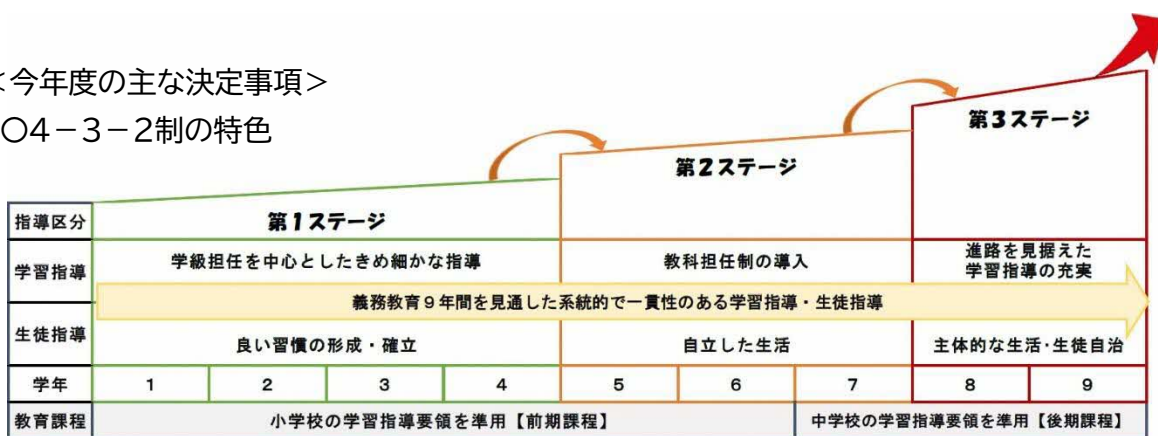 <今年度の主な決定事項>
〇4-3-2制の特色
第3ステージ
第2ステージ
指導区分 第1ステージ
学習指導 学級担任を中心としたきめ細かな指導 教科担任制の導入 進路を見据えた
学習指導の充実
義務教育9年間を見通した系統的で一貫性のある学習指導・生徒指導
生徒指導 良い習慣の形成・確立 自立した生活 主体的な生活・生徒自治
学年 1 2 3 4 5 6 7 8 9
教育課程 小学校の学習指導要領を準用【前期課程】 中学校の学習指導要領を準用【後期課程】